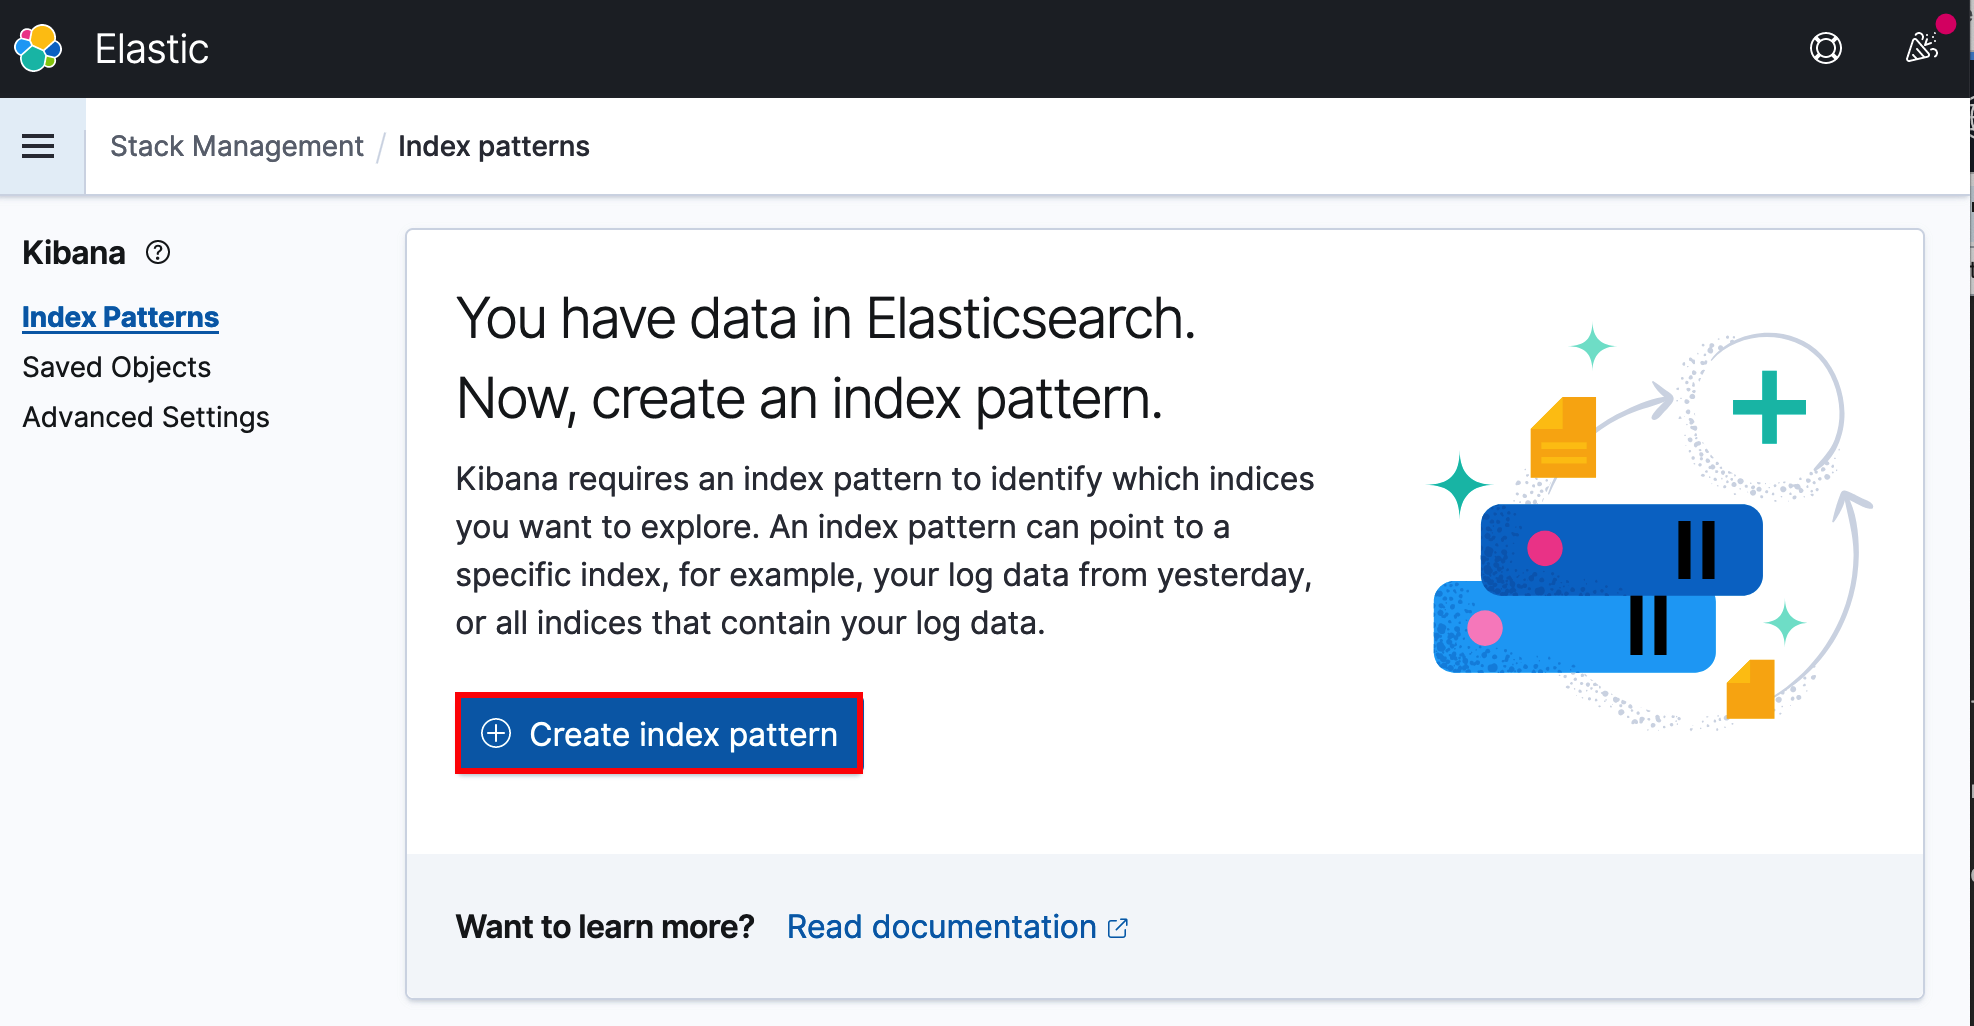 Elastic
Stack Management / Index patterns
Kibana
Index Patterns
Saved Objects
Advanced Settings
You have data in Elasticsearch.
Now, create an index pattern.
Kibana requires an index pattern to identify which indices
you want to explore. An index pattern can point to a
specific index, for example, your log data from yesterday,
or all indices that contain your log data.
Create index pattern
Want to learn more? Read documentation